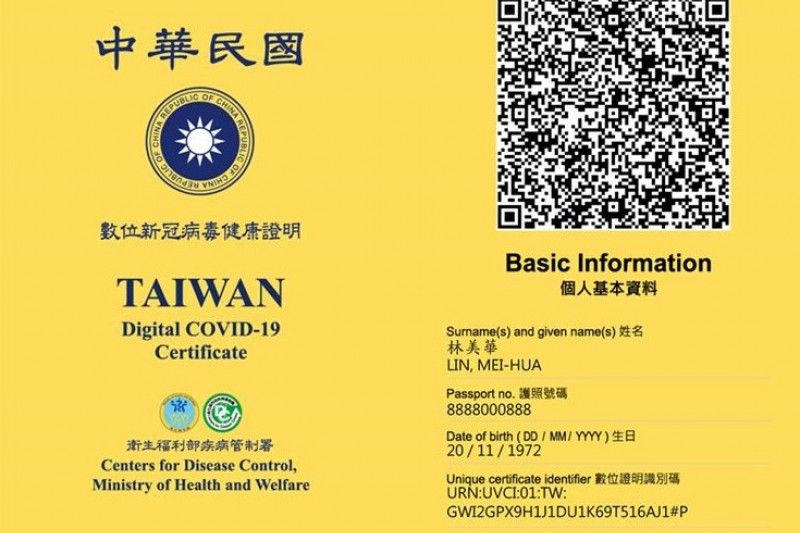 中華民國
REPUBLIC OF CHINA REPUBLIC OF CHINA
數位新冠病毒健康證明
TAIWAN
Digital COVID-19
Certificate
衛生福利部疾病管制署
Centers for Disease Control,
Ministry of Health and Welfare
Basic Information
個人基本資料
Surname(s) and given name(s) 姓名
林美華
LIN, MEI-HUA
Passport no. 護照號碼
8888000888
Date of birth ( DD / MM / YYYY ) 生日
20 / 11 / 1972
Unique certificate identifier 數位證明識別碼
URN:UVCI:01:TW:
GWI2GPX9H1J1DU1K69T516AJ1#P